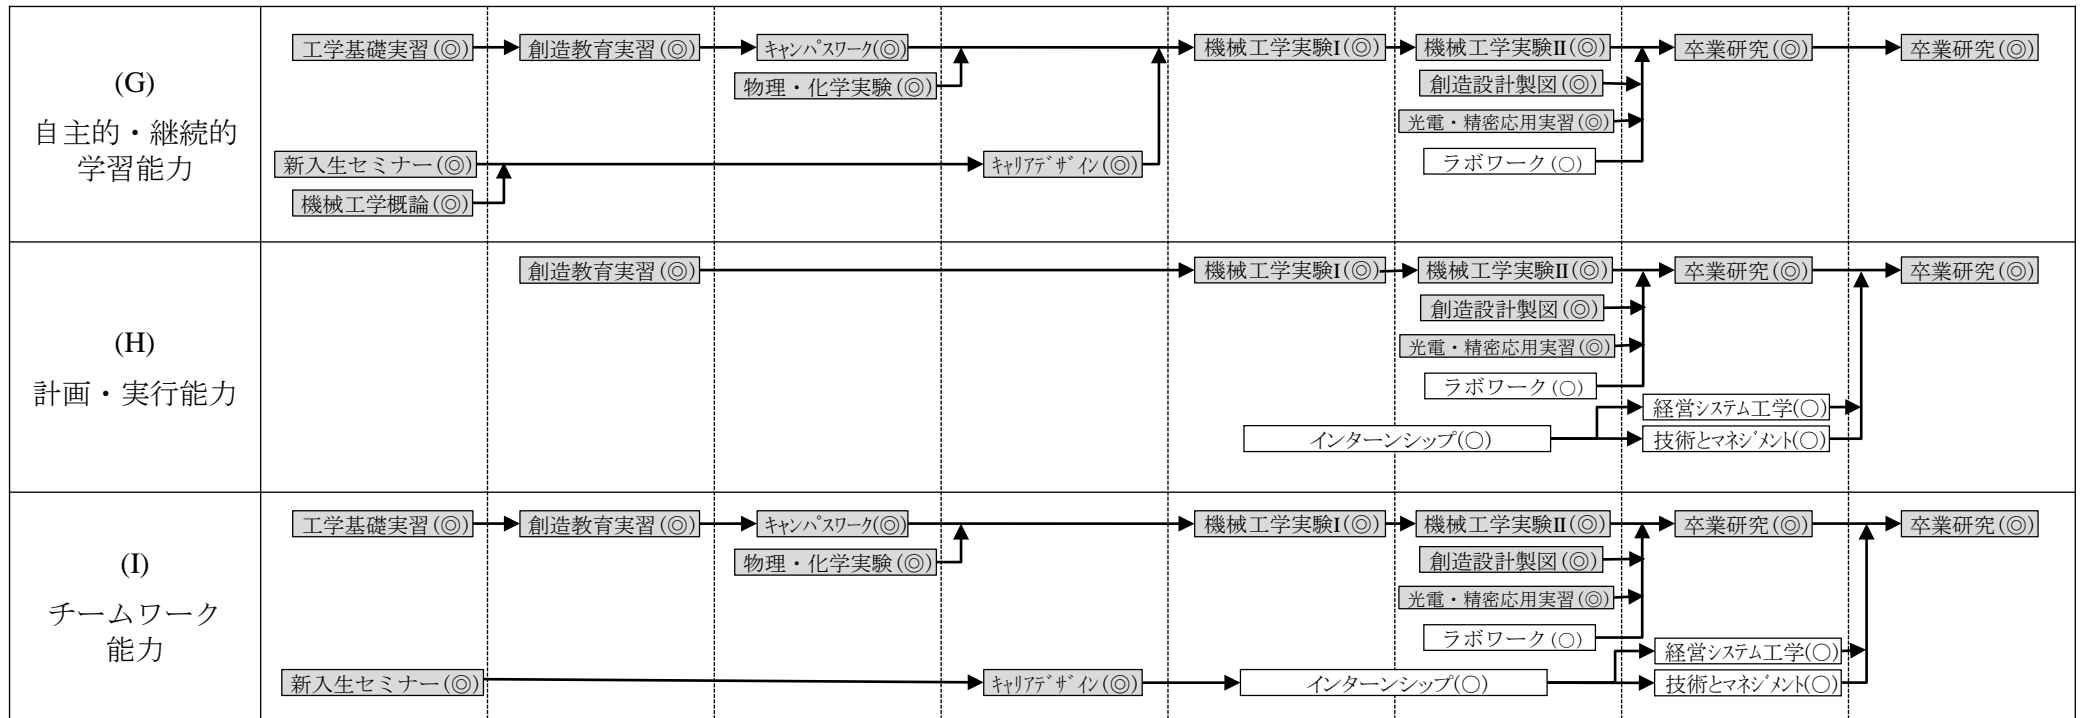 (G)
自主的・継続的
学習能力
工学基礎実習(◎)
創造教育実習(◎)
キャンパスワーク(◎)
機械工学実験I(◎)
機械工学実験II(◎)
卒業研究(◎)
卒業研究(◎)
物理・化学実験(◎)
創造設計製図(◎)
光電・精密応用実習(◎)
新入生セミナー(◎)
キャリアデザイン(◎)
ラボワーク(○)
機械工学概論(◎)
(H)
計画・実行能力
創造教育実習(◎)
機械工学実験I(◎)
機械工学実験II(◎)
卒業研究(◎)
卒業研究(◎)
創造設計製図(◎)
光電・精密応用実習(◎)
ラボワーク(○)
経営システム工学(○)
インターンシップ(○)
技術とマネジメント(○)
(I)
チームワーク
能力
工学基礎実習(◎)
創造教育実習(◎)
キャンパスワーク(◎)
機械工学実験I(◎)
機械工学実験II(◎)
卒業研究(◎)
卒業研究(◎)
物理・化学実験(◎)
創造設計製図(◎)
光電・精密応用実習(◎)
ラボワーク(○)
経営システム工学(○)
新入生セミナー(◎)
キャリアデザイン(◎)
インターンシップ(○)
技術とマネジメント(○)